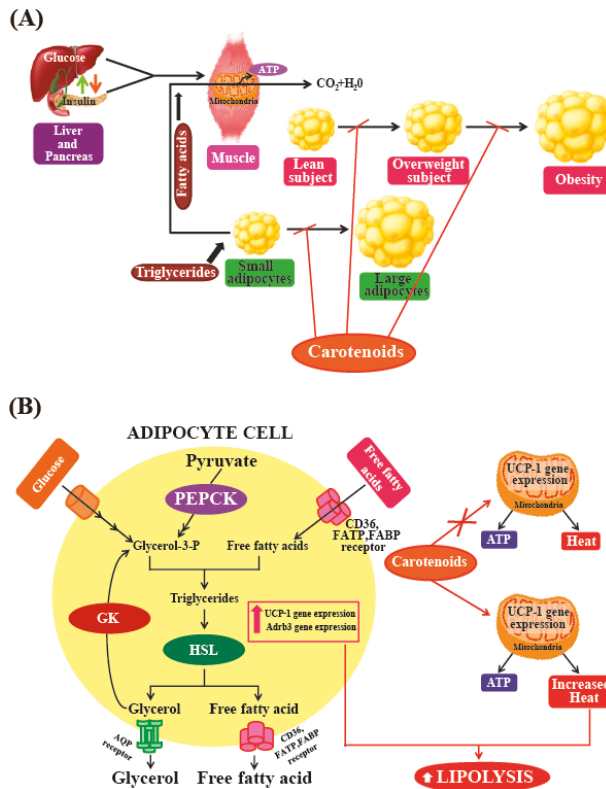 (A)
Glucose
Insulin
Liver
and
Pancreas
Fatty acids
ATP
Mitochondria
Muscle
CO2+H20
Lean
subject
Overweight
subject
Obesity
Triglycerides
Small
adipocytes
Large
adipocytes
Carotenoids
(B)
ADIPOCYTE CELL
Glucose
Pyruvate
PEPCK
Free fatty
acids
CD36,
FATP,FABP
receptor
Glycerol-3-P
Free fatty acids
Triglycerides
GK
HSL
UCP-1 gene expression
Adrb3 gene expression
Glycerol
Free fatty acid
AQP
receptor
CD36,
FATP,FABP
receptor
Glycerol
Free fatty acid
UCP-1 gene
expression
Mitochondria
ATP
Heat
Carotenoids
UCP-1 gene
expression
Mitochondria
ATP
Increased
Heat
LIPOLYSIS